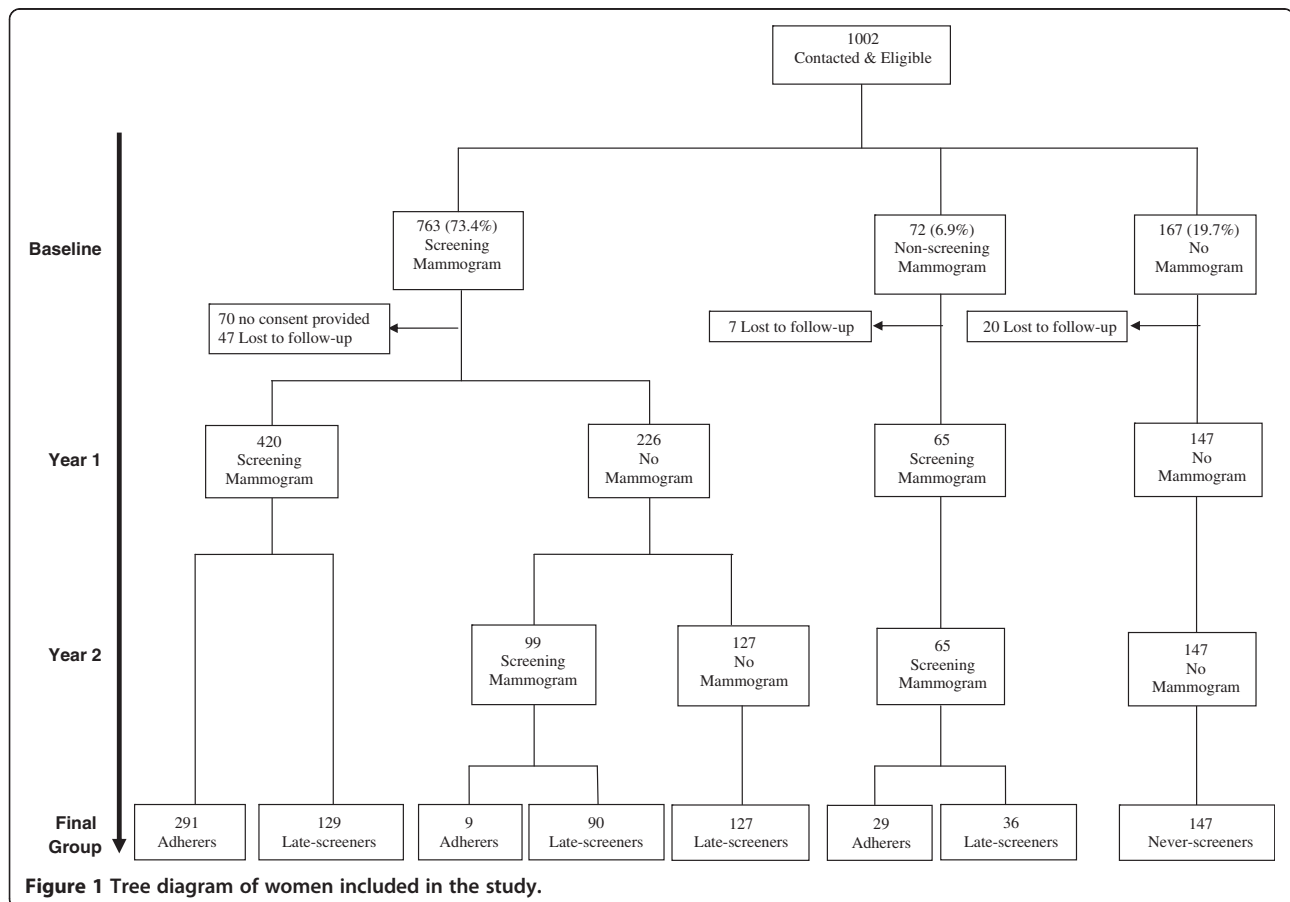 1002
Contacted & Eligible
Baseline
763 (73.4%)
Screening
Mammogram
72 (6.9%)
Non-screening
Mammogram
167 (19.7%)
No
Mammogram
70 no consent provided
47 Lost to follow-up
7 Lost to follow-up
20 Lost to follow-up
Year 1
420
Screening
Mammogram
226
No
Mammogram
65
Screening
Mammogram
147
No
Mammogram
Year 2
99
Screening
Mammogram
127
No
Mammogram
65
Screening
Mammogram
147
No
Mammogram
Final
Group
291
Adherers
129
Late-screeners
9
Adherers
90
Late-screeners
127
Late-screeners
29
Adherers
36
Late-screeners
147
Never-screeners
Figure 1 Tree diagram of women included in the study.